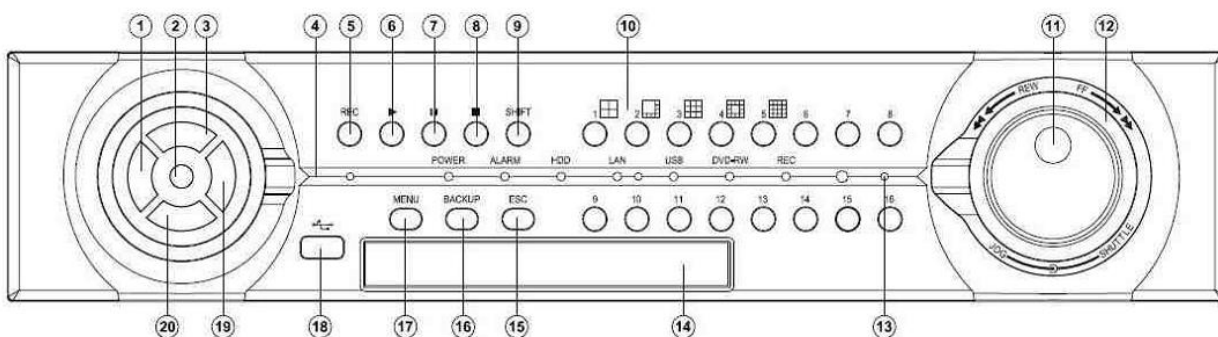 1 2 3 4 5 6 7 8 9 10 11 12
REC SHIFT
1 2 3 4 5 6 7 8
REW FF
POWER ALARM HDD LAN USB DVD-RW REC
MENU BACKUP ESC
9 10 11 12 13 14 15 16
JOG SHUTTLE
20 19 18 17 16 15 14 13